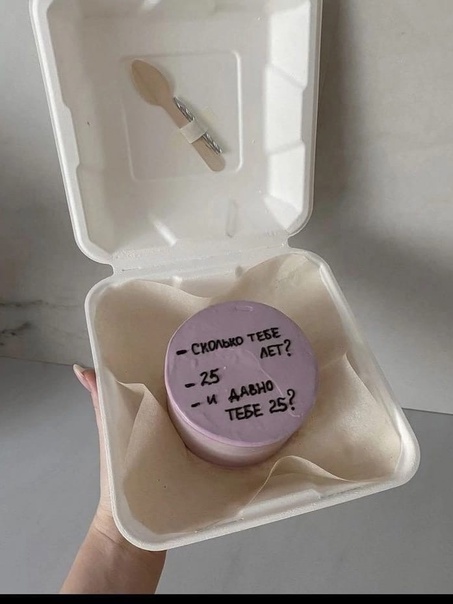 - СКОЛЬКО ТЕБЕ
ЛЕТ?
- 25
- И ДАВНО
ТЕБЕ 25?